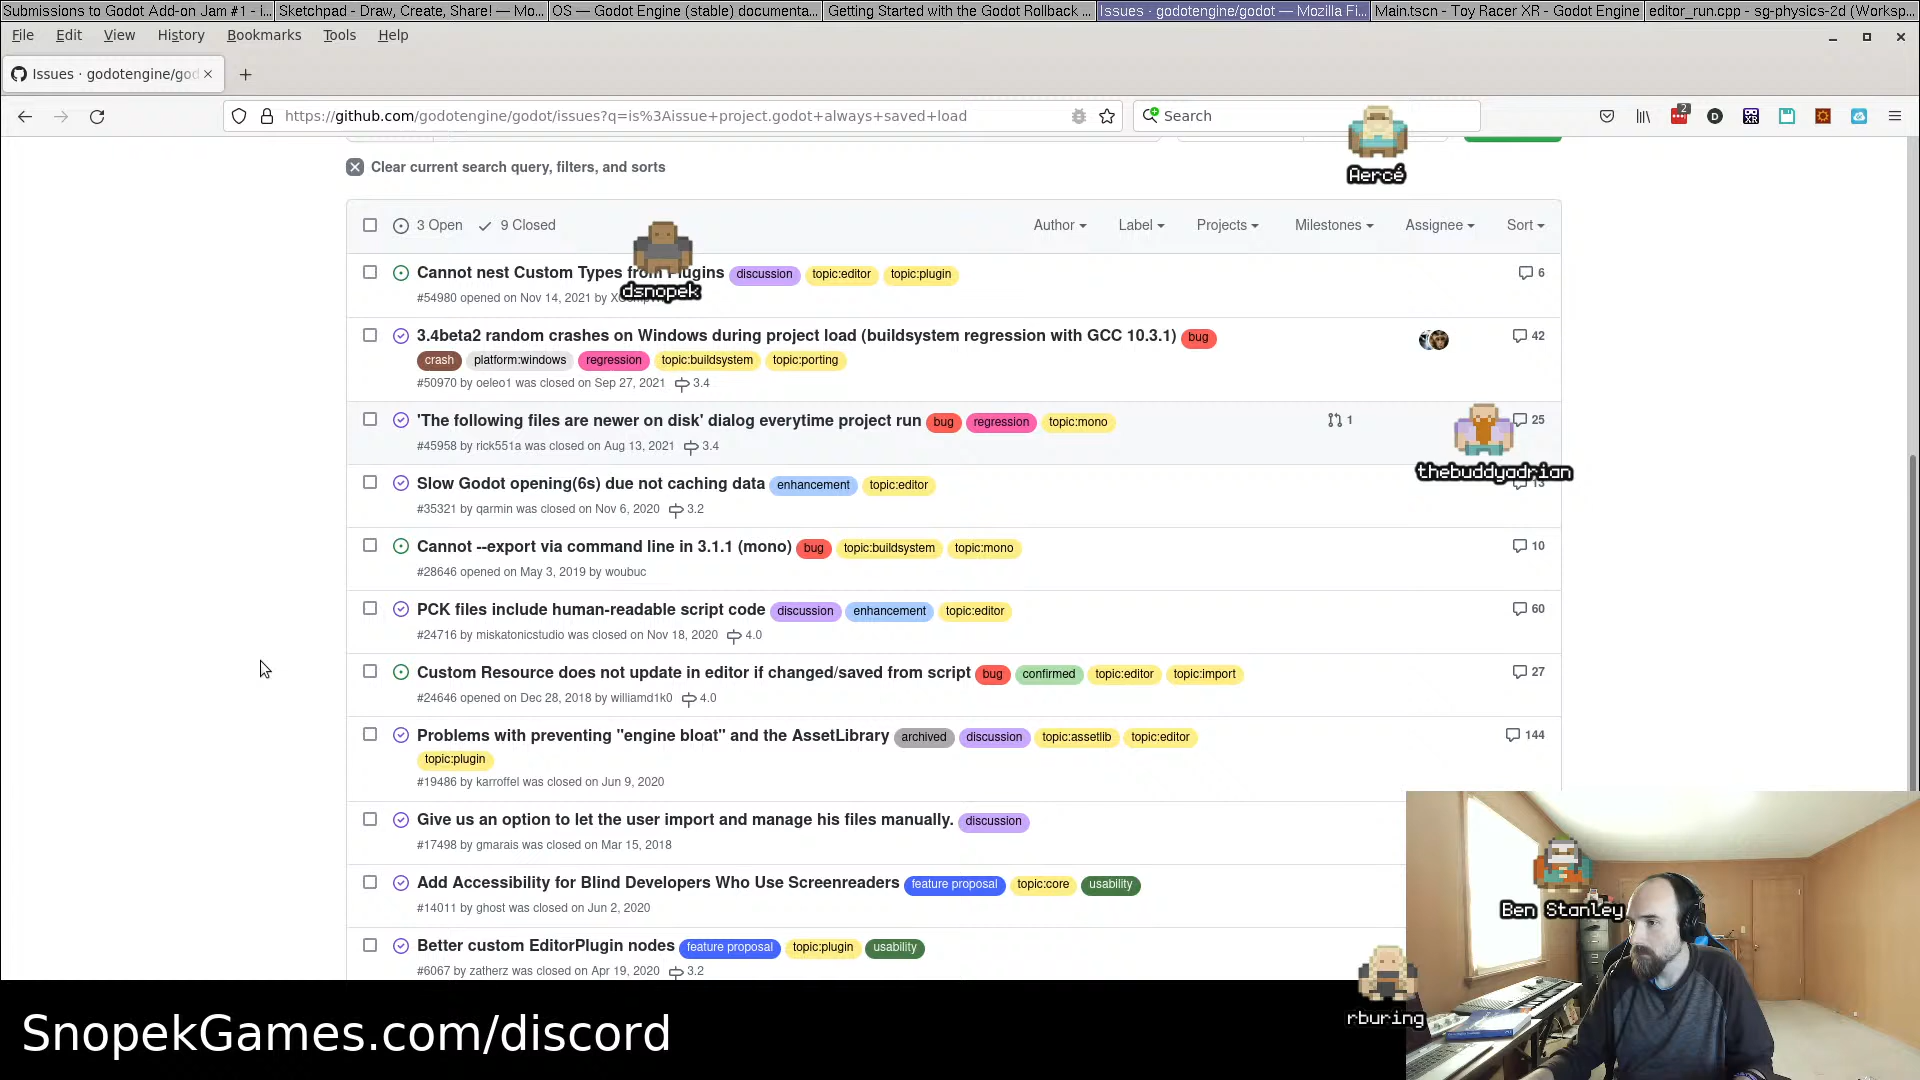 Submissions to Godot Add-on Jam #1 - i... Sketchpad - Draw, Create, Share! — Mo... OS — Godot Engine (stable) documenta... Getting Started with the Godot Rollback ... Issues · godotengine/godot — Mozilla Fi... Main.tscn - Toy Racer XR - Godot Engine editor_run.cpp - sg-physics-2d (Worksp...
File Edit View History Bookmarks Tools Help
Issues · godotengine/god
https://github.com/godotengine/godot/issues?q=is%3Aissue+project.godot+always+saved+load Search 2
Clear current search query, filters, and sorts
Aercé
3 Open 9 Closed Author Label Projects Milestones Assignee Sort
Cannot nest Custom Types from Plugins discussion topic:editor topic:plugin 6
dsnopek
#54980 opened on Nov 14, 2021 by
3.4beta2 random crashes on Windows during project load (buildsystem regression with GCC 10.3.1) bug 42
crash platform:windows regression topic:buildsystem topic:porting
#50970 by oeleo1 was closed on Sep 27, 2021 3.4
'The following files are newer on disk' dialog everytime project run bug regression topic:mono 1 25
#45958 by rick551a was closed on Aug 13, 2021 3.4
thebuddyadrian
Slow Godot opening(6s) due not caching data enhancement topic:editor 13
#35321 by qarmin was closed on Nov 6, 2020 3.2
Cannot --export via command line in 3.1.1 (mono) bug topic:buildsystem topic:mono 10
#28646 opened on May 3, 2019 by woubuc
PCK files include human-readable script code discussion enhancement topic:editor 60
#24716 by miskatonicstudio was closed on Nov 18, 2020 4.0
Custom Resource does not update in editor if changed/saved from script bug confirmed topic:editor topic:import 27
#24646 opened on Dec 28, 2018 by williamd1k0 4.0
Problems with preventing "engine bloat" and the AssetLibrary archived discussion topic:assetlib topic:editor 144
topic:plugin
#19486 by karroffel was closed on Jun 9, 2020
Give us an option to let the user import and manage his files manually. discussion
#17498 by gmarais was closed on Mar 15, 2018
Add Accessibility for Blind Developers Who Use Screenreaders feature proposal topic:core usability
#14011 by ghost was closed on Jun 2, 2020
Ben Stanley
Better custom EditorPlugin nodes feature proposal topic:plugin usability
#6067 by zatherz was closed on Apr 19, 2020 3.2
rburing
SnopekGames.com/discord